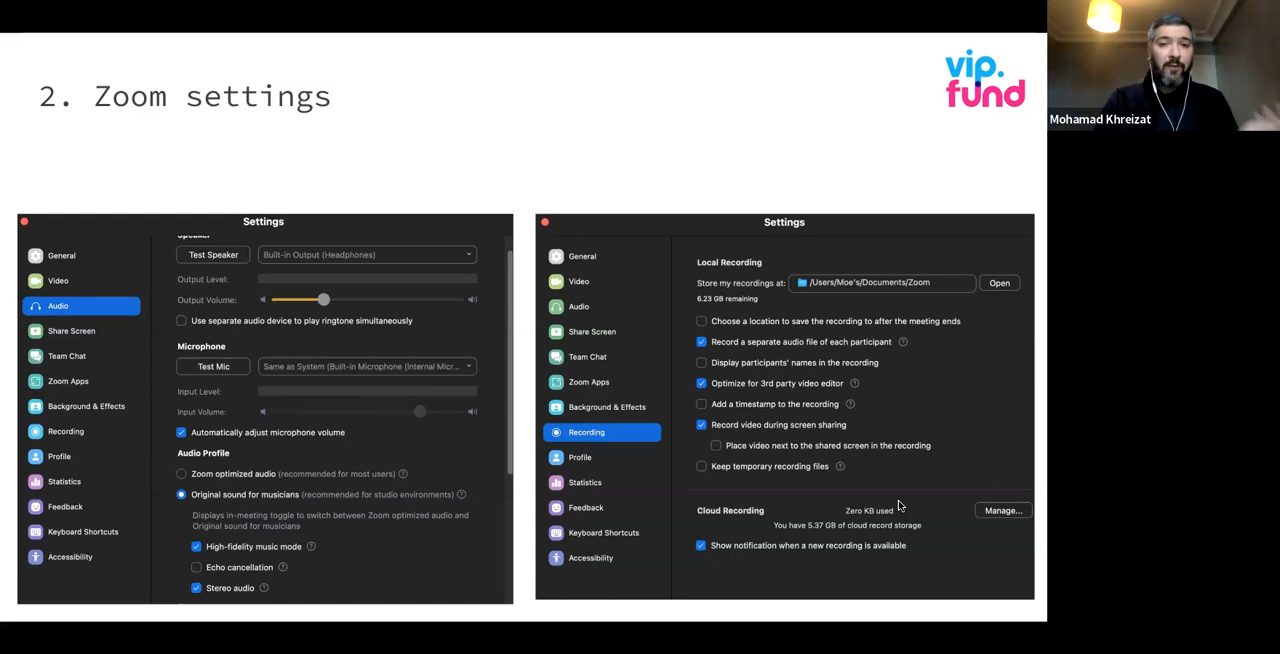 2. Zoom settings
vip.
fund
Mohamad Khreizat
Settings
General
Video
Audio
Share Screen
Team Chat
Zoom Apps
Background & Effects
Recording
Profile
Statistics
Feedback
Keyboard Shortcuts
Accessibility
Speaker
Test Speaker Built-in Output (Headphones)
Output Level:
Output Volume:
Use separate audio device to play ringtone simultaneously
Microphone
Test Mic Same as System (Built-in Microphone (Internal Micr...
Input Level:
Input Volume:
Automatically adjust microphone volume
Audio Profile
Zoom optimized audio (recommended for most users) ?
Original sound for musicians (recommended for studio environments) ?
Displays in-meeting toggle to switch between Zoom optimized audio and
Original sound for musicians
High-fidelity music mode ?
Echo cancellation ?
Stereo audio ?
Settings
General
Video
Audio
Share Screen
Team Chat
Zoom Apps
Background & Effects
Recording
Profile
Statistics
Feedback
Keyboard Shortcuts
Accessibility
Local Recording
Store my recordings at: /Users/Moe's/Documents/Zoom Open
6.23 GB remaining
Choose a location to save the recording to after the meeting ends
Record a separate audio file of each participant ?
Display participants' names in the recording
Optimize for 3rd party video editor ?
Add a timestamp to the recording ?
Record video during screen sharing
Place video next to the shared screen in the recording
Keep temporary recording files ?
Cloud Recording Zero KB used Manage...
You have 5.37 GB of cloud record storage
Show notification when a new recording is available